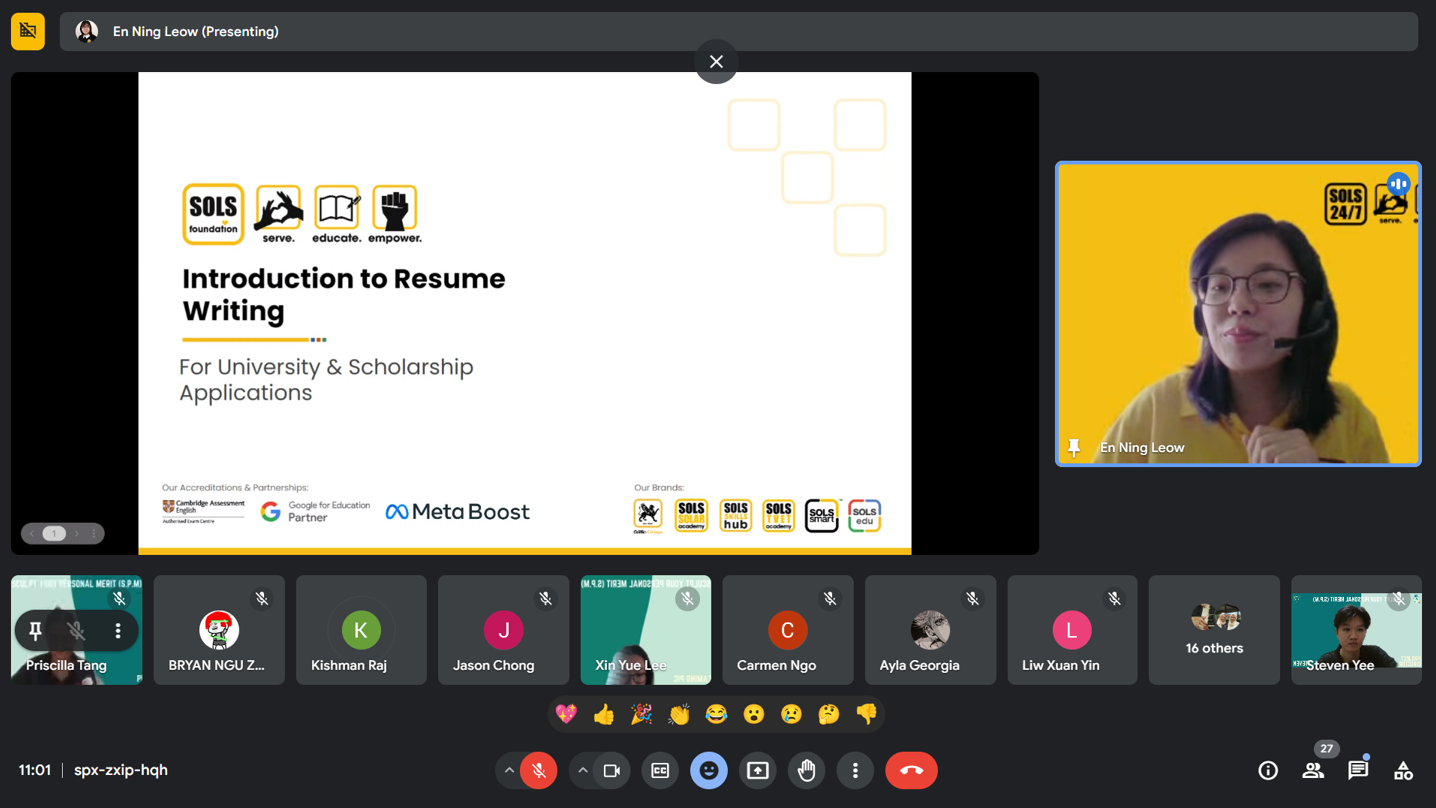 En Ning Leow (Presenting)
SOLS
foundation
serve.
educate.
empower.
Introduction to Resume
Writing
For University & Scholarship
Applications
Our Accreditations & Partnerships:
Cambridge Assessment
English
Authorised Exam Centre
Google for Education
Partner
Meta Boost
Our Brands:
SOLS
SOLAR
academy
SOLS
SKILLS
hub
SOLS
TVET
academy
SOLS
smart
SOLS
edu
1
SOLS
24/7
serve.
En Ning Leow
Priscilla Tang
BRYAN NGU Z...
K
Kishman Raj
J
Jason Chong
Xin Yue Lee
C
Carmen Ngo
Ayla Georgia
L
Liw Xuan Yin
16 others
Steven Yee
11:01
spx-zxip-hqh
27